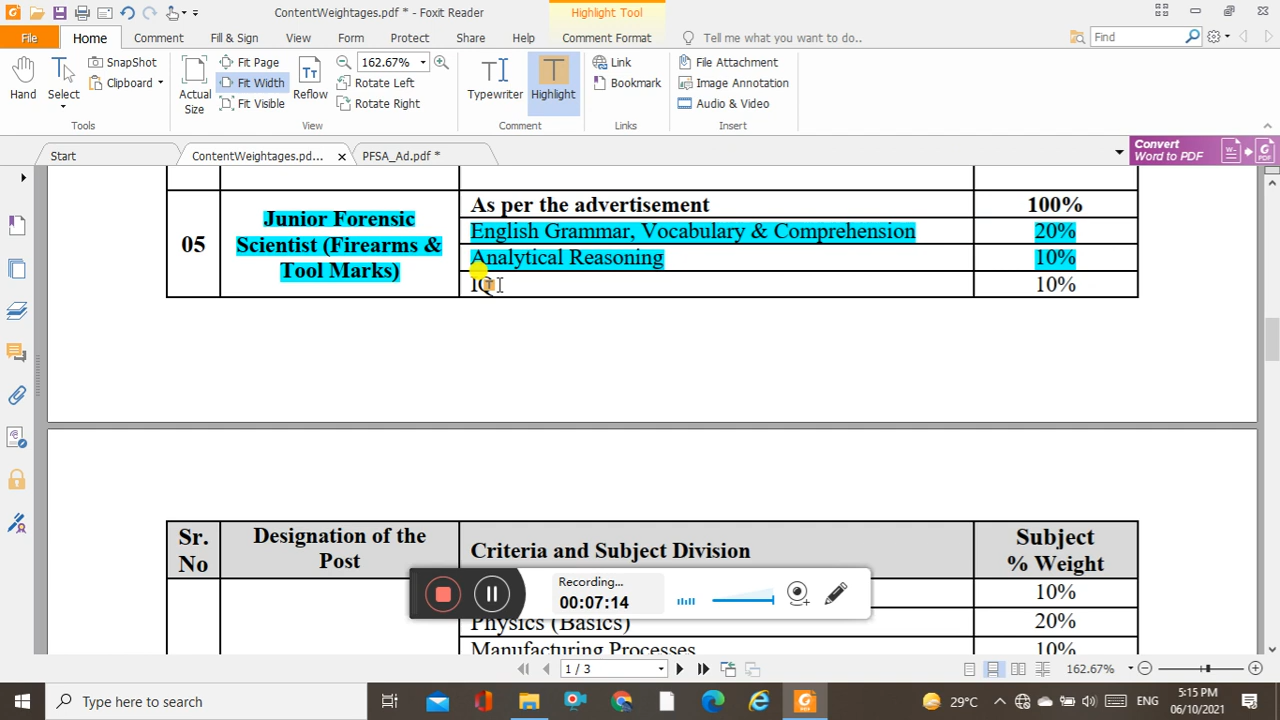 ContentWeightages.pdf * - Foxit Reader
Highlight Tool
File
Home
Comment
Fill & Sign
View
Form
Protect
Share
Help
Comment Format
Tell me what you want to do..
Find
Hand
Select
SnapShot
Clipboard
Tools
Actual
Size
Fit Page
Fit Width
Fit Visible
Reflow
162.67%
Rotate Left
Rotate Right
View
Typewriter
Highlight
Comment
Link
Bookmark
Links
File Attachment
Image Annotation
Audio & Video
Insert
Start
ContentWeightages.pd...
PFSA_Ad.pdf *
Convert
Word to PDF
05
Junior Forensic
Scientist (Firearms &
Tool Marks)
As per the advertisement
100%
English Grammar, Vocabulary & Comprehension
20%
Analytical Reasoning
10%
IQ
10%
Sr.
No
Designation of the
Post
Criteria and Subject Division
Subject
% Weight
10%
Physics (Basics)
20%
Manufacturing Processes
10%
Recording...
00:07:14
1 / 3
162.67%
Type here to search
29°C
ENG
5:15 PM
06/10/2021